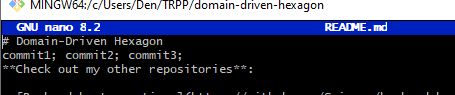 MINGW64:/c/Users/Den/TRPP/domain-driven-hexagon
GNU nano 8.2 README.md
# Domain-Driven Hexagon
commit1; commit2; commit3;
**Check out my other repositories**: